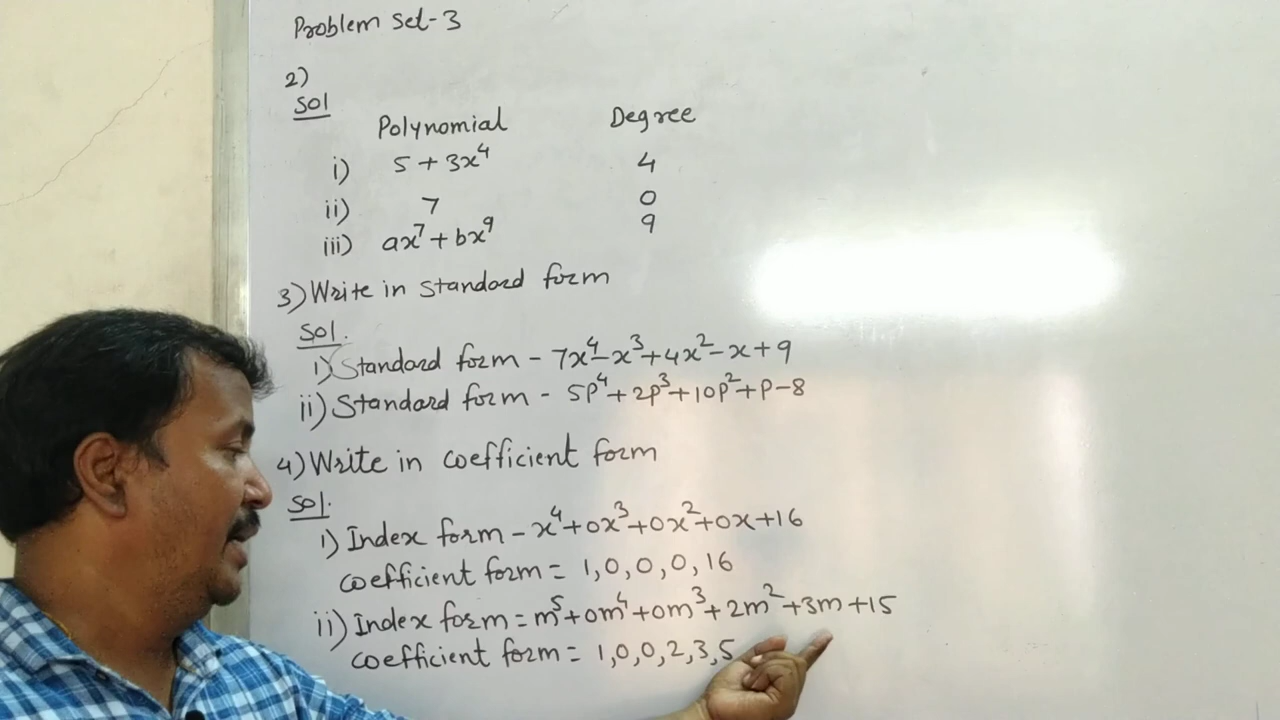 Problem Set-3
2)
Sol
Polynomial Degree
i) 5 + 3x⁴ 4
ii) 7 0
iii) ax⁷ + bx⁹ 9
3) Write in standard form
Sol.
i) Standard form - 7x⁴ - x³ + 4x² - x + 9
ii) Standard form - 5p⁴ + 2p³ + 10p² + p - 8
4) Write in coefficient form
Sol.
i) Index form - x⁴ + 0x³ + 0x² + 0x + 16
coefficient form = 1, 0, 0, 0, 16
ii) Index form = m⁵ + 0m⁴ + 0m³ + 2m² + 3m + 15
coefficient form = 1, 0, 0, 2, 3, 5